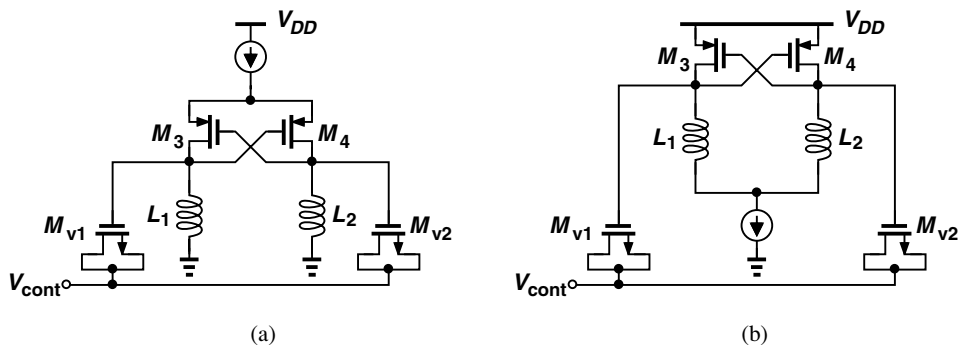 V_DD
M_3
M_4
L_1
L_2
M_v1
M_v2
V_cont
(a)
V_DD
M_3
M_4
L_1
L_2
M_v1
M_v2
V_cont
(b)